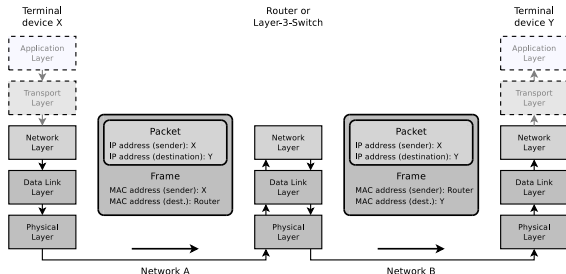 Terminal
device X
Router or
Layer-3-Switch
Terminal
device Y
Application
Layer
Transport
Layer
Network
Layer
Data Link
Layer
Physical
Layer
Packet
IP address (sender): X
IP address (destination): Y
Frame
MAC address (sender): X
MAC address (dest.): Router
Network
Layer
Data Link
Layer
Physical
Layer
Packet
IP address (sender): X
IP address (destination): Y
Frame
MAC address (sender): Router
MAC address (dest.): Y
Application
Layer
Transport
Layer
Network
Layer
Data Link
Layer
Physical
Layer
Network A
Network B